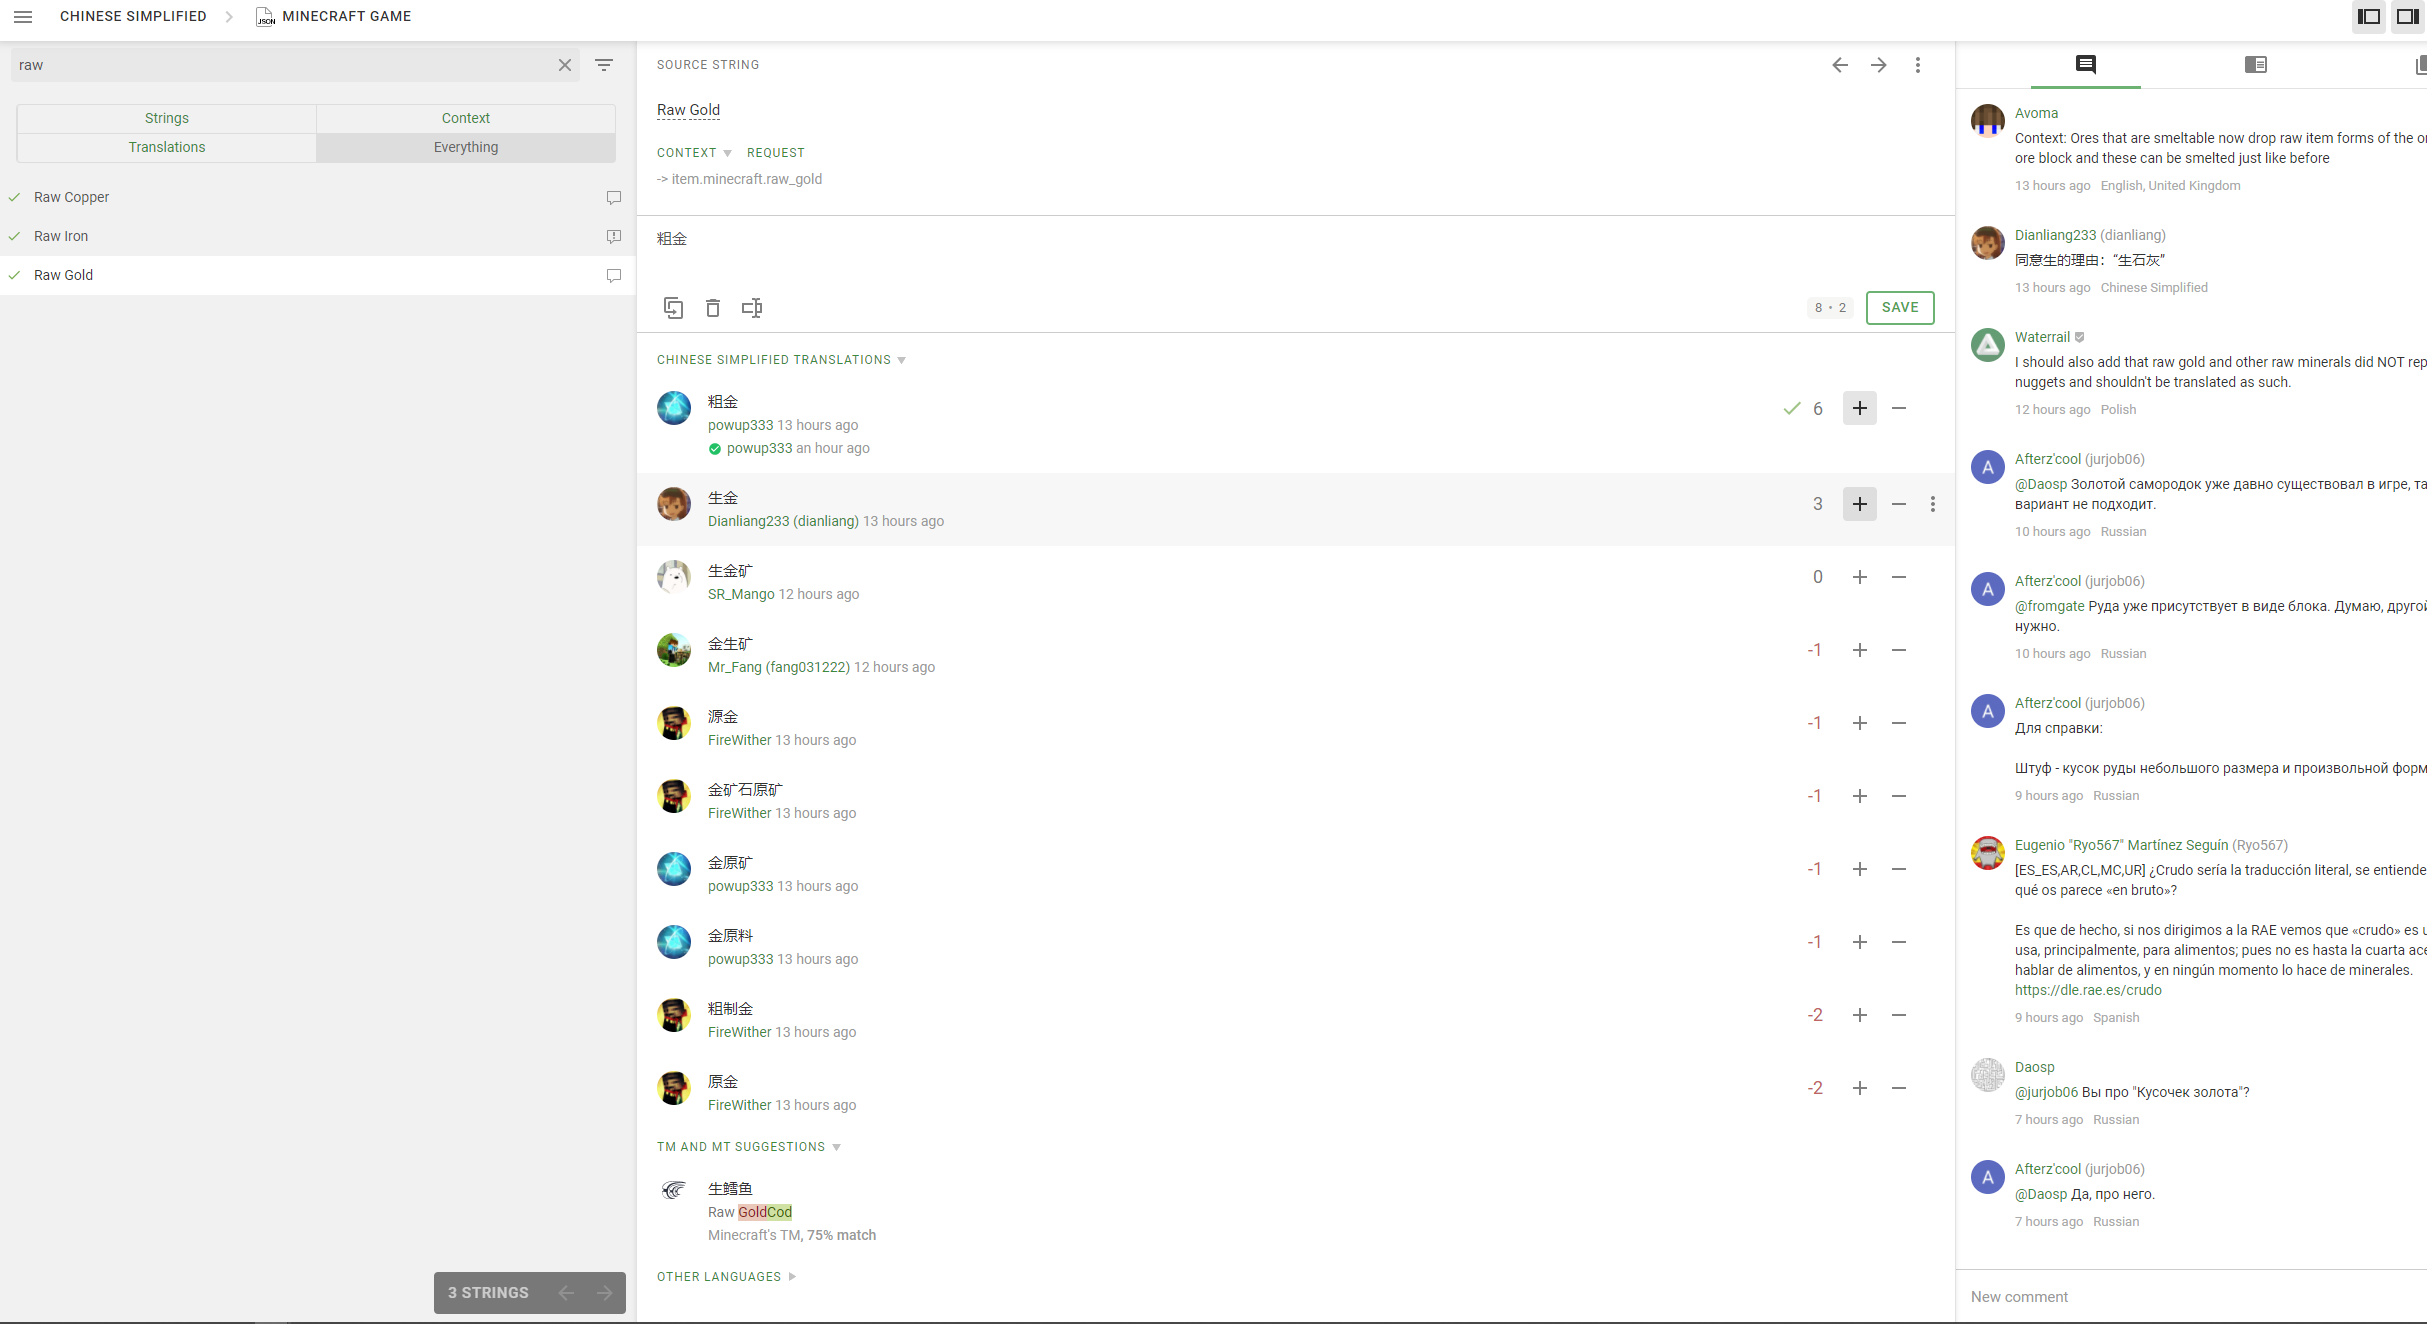 CHINESE SIMPLIFIED
JSON
MINECRAFT GAME
raw
Strings
Context
Translations
Everything
Raw Copper
Raw Iron
Raw Gold
3 STRINGS
SOURCE STRING
Raw Gold
CONTEXT
REQUEST
-> item.minecraft.raw_gold
粗金
8 • 2
SAVE
CHINESE SIMPLIFIED TRANSLATIONS
粗金
powup333 13 hours ago
powup333 an hour ago
6
生金
Dianliang233 (dianliang) 13 hours ago
3
生金矿
SR_Mango 12 hours ago
0
金生矿
Mr_Fang (fang031222) 12 hours ago
-1
源金
FireWither 13 hours ago
-1
金矿石原矿
FireWither 13 hours ago
-1
金原矿
powup333 13 hours ago
-1
金原料
powup333 13 hours ago
-1
粗制金
FireWither 13 hours ago
-2
原金
FireWither 13 hours ago
-2
TM AND MT SUGGESTIONS
生鳕鱼
Raw GoldCod
Minecraft's TM, 75% match
OTHER LANGUAGES
Avoma
Context: Ores that are smeltable now drop raw item forms of the
ore block and these can be smelted just like before
13 hours ago English, United Kingdom
Dianliang233 (dianliang)
同意生的理由：“生石灰”
13 hours ago Chinese Simplified
Waterrail
I should also add that raw gold and other raw minerals did NOT
nuggets and shouldn't be translated as such.
12 hours ago Polish
A
Afterz'cool (jurjob06)
@Daosp Золотой самородок уже давно существовал в игре,
вариант не подходит.
10 hours ago Russian
A
Afterz'cool (jurjob06)
@fromgate Руда уже присутствует в виде блока. Думаю,
нужно.
10 hours ago Russian
A
Afterz'cool (jurjob06)
Для справки:
Штуф - кусок руды небольшого размера и произвольной
9 hours ago Russian
Eugenio "Ryo567" Martínez Seguín (Ryo567)
[ES_ES,AR,CL,MC,UR] ¿Crudo sería la traducción literal, se
qué os parece «en bruto»?
Es que de hecho, si nos dirigimos a la RAE vemos que «crudo» es
usa, principalmente, para alimentos; pues no es hasta la cuarta
hablar de alimentos, y en ningún momento lo hace de minerales.
https://dle.rae.es/crudo
9 hours ago Spanish
Daosp
@jurjob06 Вы про "Кусочек золота"?
7 hours ago Russian
A
Afterz'cool (jurjob06)
@Daosp Да, про него.
7 hours ago Russian
New comment